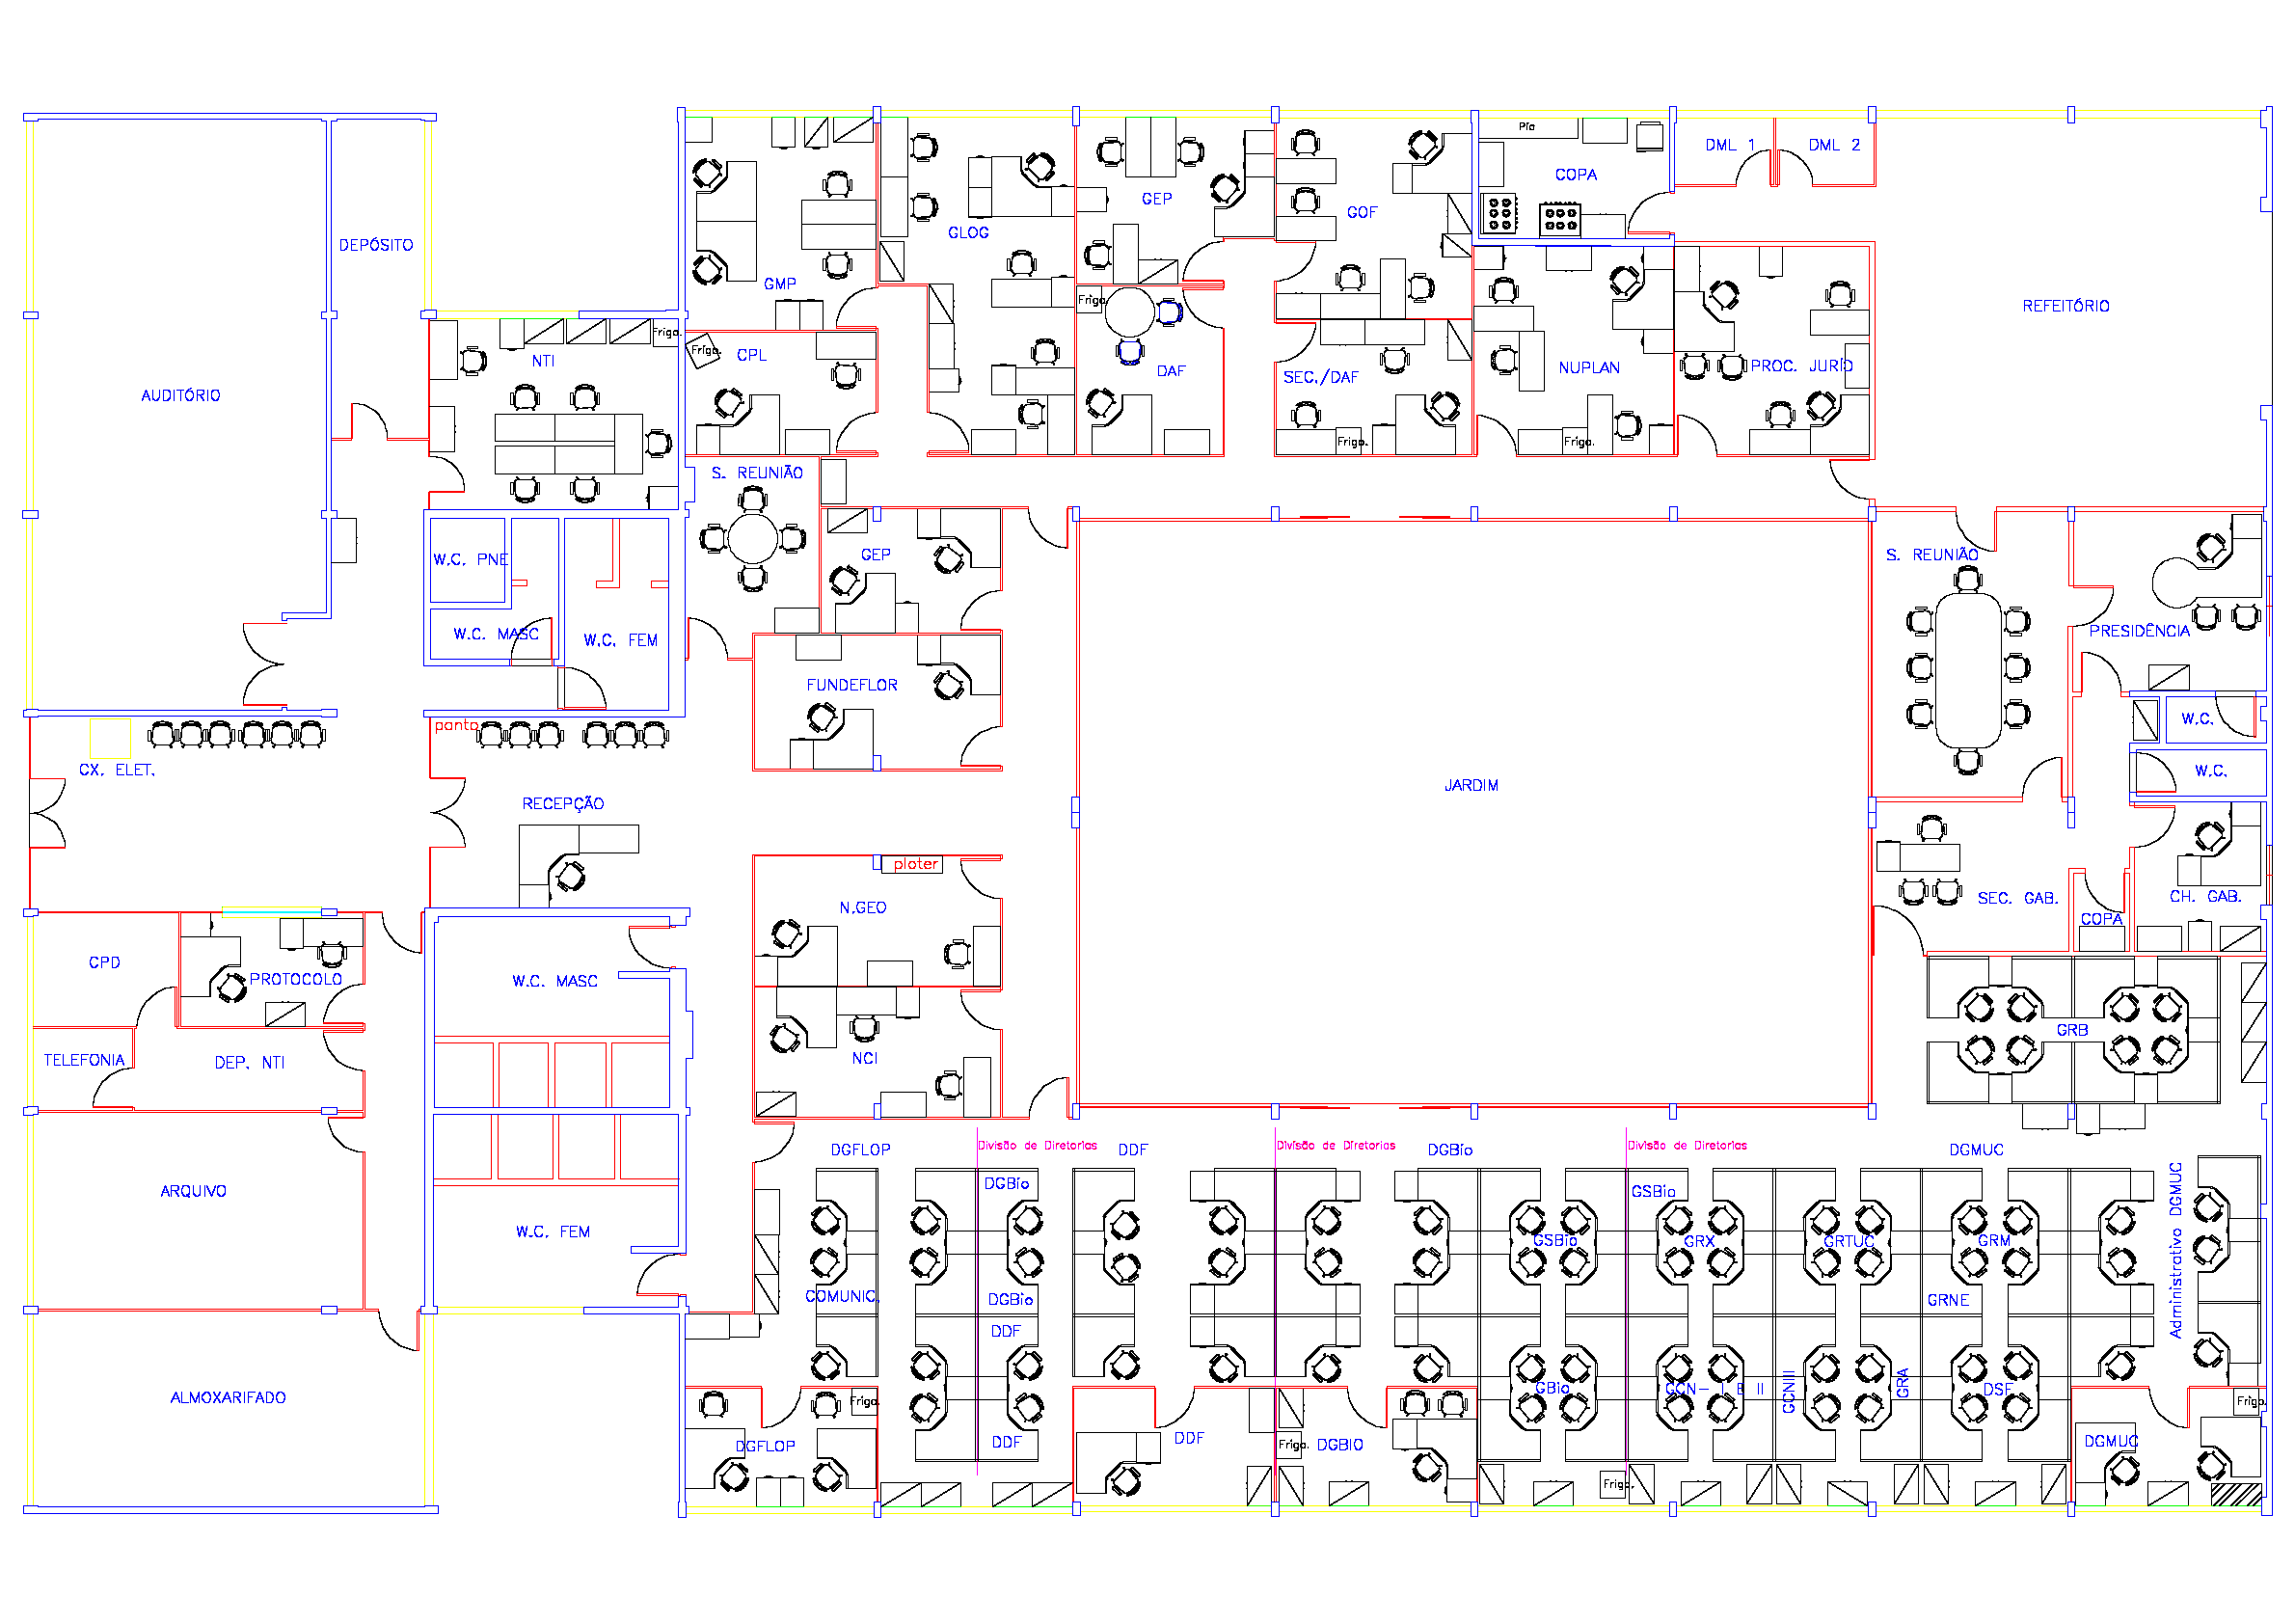 Pia
DML 1
DML 2
COPA
GEP
GOF
GLOG
DEPÓSITO
GMP
Frigo.
REFEITÓRIO
Frigo.
NTI
Frigo.
CPL
DAF
SEC./DAF
NUPLAN
PROC. JURÍD
AUDITÓRIO
Frigo.
Frigo.
S. REUNIÃO
W.C. PNE
GEP
S. REUNIÃO
W.C. MASC
W.C. FEM
PRESIDÊNCIA
FUNDEFLOR
ponto
W.C.
CX. ELET.
W.C.
JARDIM
RECEPÇÃO
ploter
N.GEO
SEC. GAB.
CH. GAB.
COPA
CPD
PROTOCOLO
W.C. MASC
GRB
TELEFONIA
DEP. NTI
NCI
DGFLOP
Divisão de Diretorias
DDF
Divisão de Diretorias
DGBio
Divisão de Diretorias
DGMUC
ARQUIVO
DGBio
GSBio
Administrativo DGMUC
W.C. FEM
GSBio
GRX
GRTUC
GRM
COMUNIC.
DGBio
GRNE
DDF
ALMOXARIFADO
GBio
GCN- I E II
GCNIII
GRA
DSF
Frigo.
Frigo.
DGFLOP
DDF
DDF
Frigo.
DGBIO
DGMUC
Frigo.